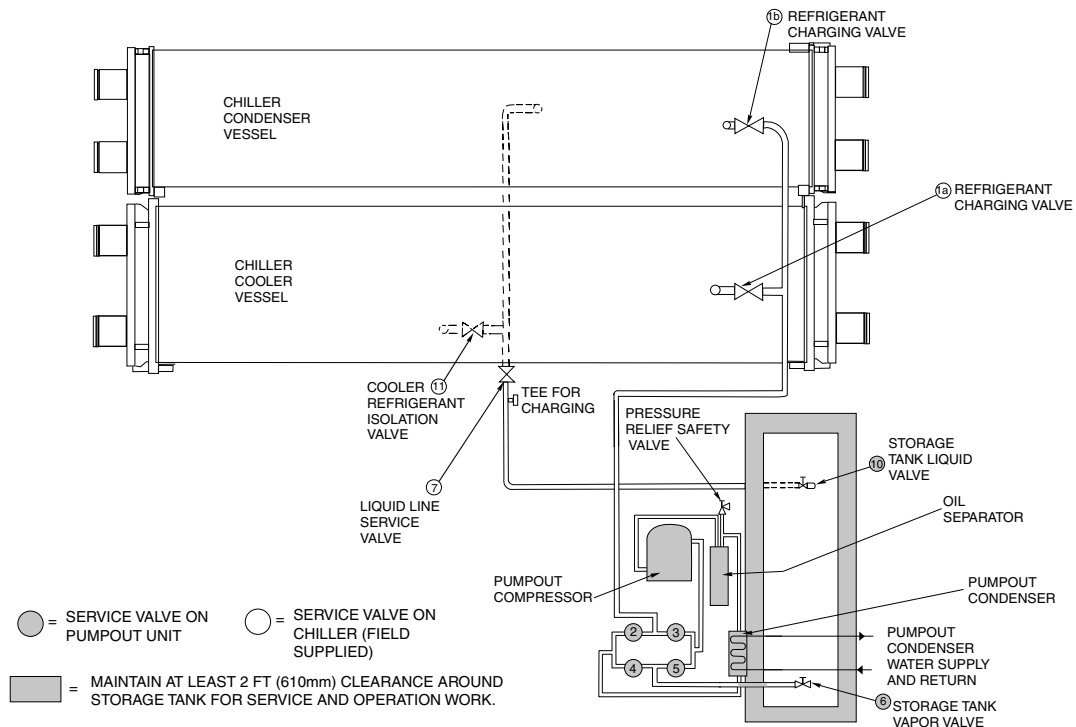 1b REFRIGERANT
CHARGING VALVE
CHILLER
CONDENSER
VESSEL
1a REFRIGERANT
CHARGING VALVE
CHILLER
COOLER
VESSEL
COOLER 11
REFRIGERANT
ISOLATION
VALVE
TEE FOR
CHARGING
PRESSURE
RELIEF SAFETY
VALVE
STORAGE
10 TANK LIQUID
VALVE
7
LIQUID LINE
SERVICE
VALVE
OIL
SEPARATOR
PUMPOUT
COMPRESSOR
PUMPOUT
CONDENSER
2 3
4 5
PUMPOUT
CONDENSER
WATER SUPPLY
AND RETURN
6 STORAGE TANK
VAPOR VALVE
= SERVICE VALVE ON
PUMPOUT UNIT
= SERVICE VALVE ON
CHILLER (FIELD
SUPPLIED)
= MAINTAIN AT LEAST 2 FT (610mm) CLEARANCE AROUND
STORAGE TANK FOR SERVICE AND OPERATION WORK.